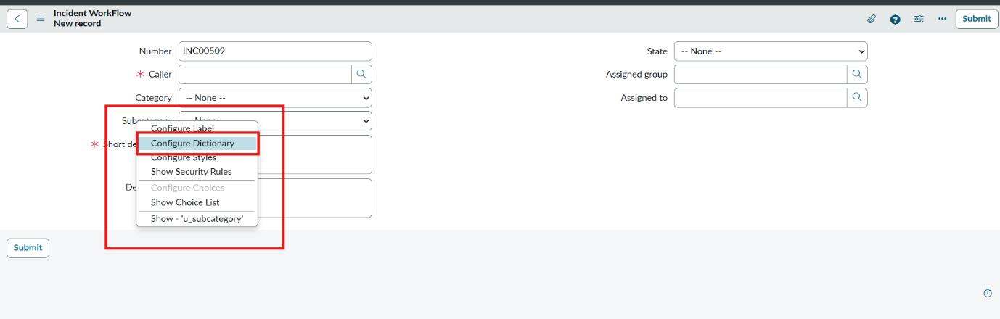 Incident WorkFlow
New record
Submit
Number INC00509
State -- None --
Caller
Assigned group
Category -- None --
Assigned to
Subcategory -- None --
Configure Label
Configure Dictionary
Short de
Configure Styles
Show Security Rules
De
Configure Choices
Show Choice List
Show - 'u_subcategory'
Submit